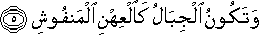 وَتَكُونُ ٱلْجِبَالُ كَٱلْعِهْنِ ٱلْمَنفُوشِ ٥